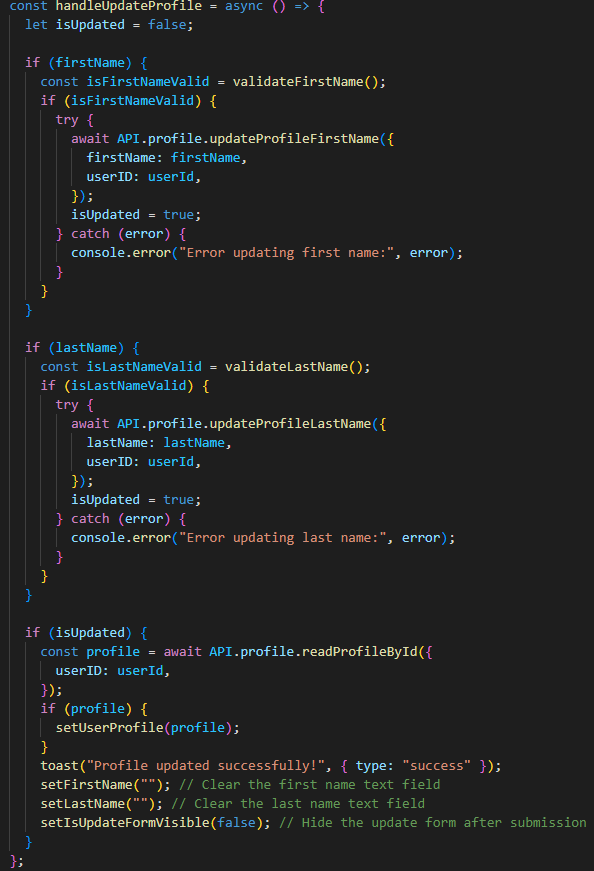 const handleUpdateProfile = async () => {
  let isUpdated = false;

  if (firstName) {
    const isFirstNameValid = validateFirstName();
    if (isFirstNameValid) {
      try {
        await API.profile.updateProfileFirstName({
          firstName: firstName,
          userID: userId,
        });
        isUpdated = true;
      } catch (error) {
        console.error("Error updating first name:", error);
      }
    }
  }

  if (lastName) {
    const isLastNameValid = validateLastName();
    if (isLastNameValid) {
      try {
        await API.profile.updateProfileLastName({
          lastName: lastName,
          userID: userId,
        });
        isUpdated = true;
      } catch (error) {
        console.error("Error updating last name:", error);
      }
    }
  }

  if (isUpdated) {
    const profile = await API.profile.readProfileById({
      userID: userId,
    });
    if (profile) {
      setUserProfile(profile);
    }
    toast("Profile updated successfully!", { type: "success" });
    setFirstName(""); // Clear the first name text field
    setLastName(""); // Clear the last name text field
    setIsUpdateFormVisible(false); // Hide the update form after submission
  }
};